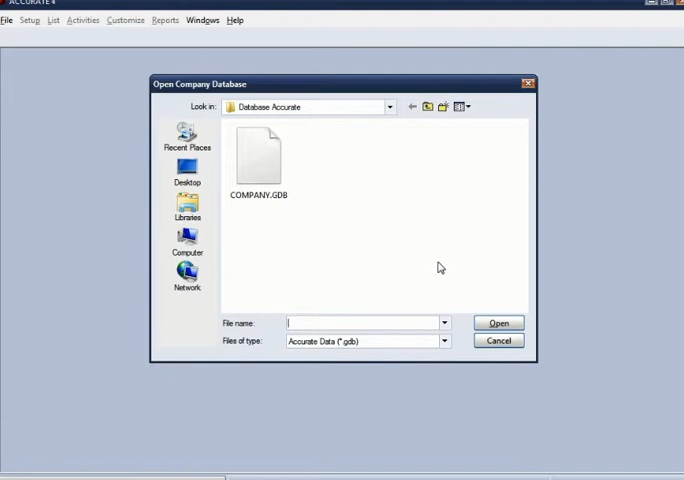 ACCURATE 4
File Setup List Activities Customize Reports Windows Help
Open Company Database
Look in: Database Accurate
Recent Places
Desktop
Libraries
Computer
Network
COMPANY.GDB
File name:
Open
Files of type: Accurate Data (*.gdb)
Cancel